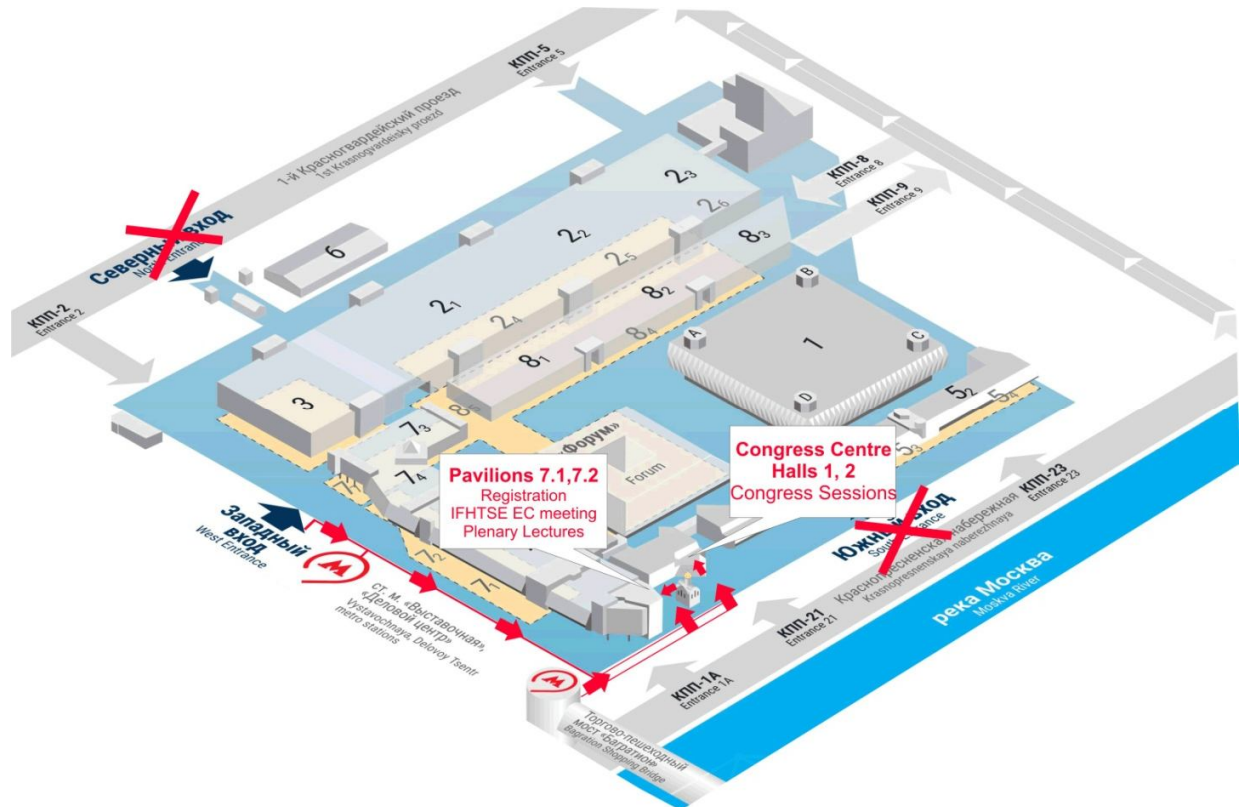 КПП-5
Entrance 5
1-й Красногвардейский проезд
1st Krasnogvardeisky proezd
КПП-8
Entrance 8
КПП-9
Entrance 9
Северный вход
North Entrance
КПП-2
Entrance 2
6
2₃
2₆
2₂
2₅
2₁
2₄
8₃
8₂
8₄
8₁
B
A
1
C
D
3
7₃
7₄
5₂
5₄
5₃
«Форум»
Forum
Pavilions 7.1,7.2
Registration
IFHTSE EC meeting
Plenary Lectures
Congress Centre
Halls 1, 2
Congress Sessions
Западный
вход
West Entrance
7₂
7₁
ст. м. «Выставочная»,
«Деловой центр»
Vystavochnaya, Delovoy Tsentr
metro stations
Южный вход
South Entrance
КПП-23
Entrance 23
Краснопресненская набережная
Krasnopresnenskaya naberezhnaya
КПП-21
Entrance 21
КПП-1А
Entrance 1A
река Москва
Moskva River
Торгово-пешеходный
мост «Багратион»
Bagration Shopping Bridge